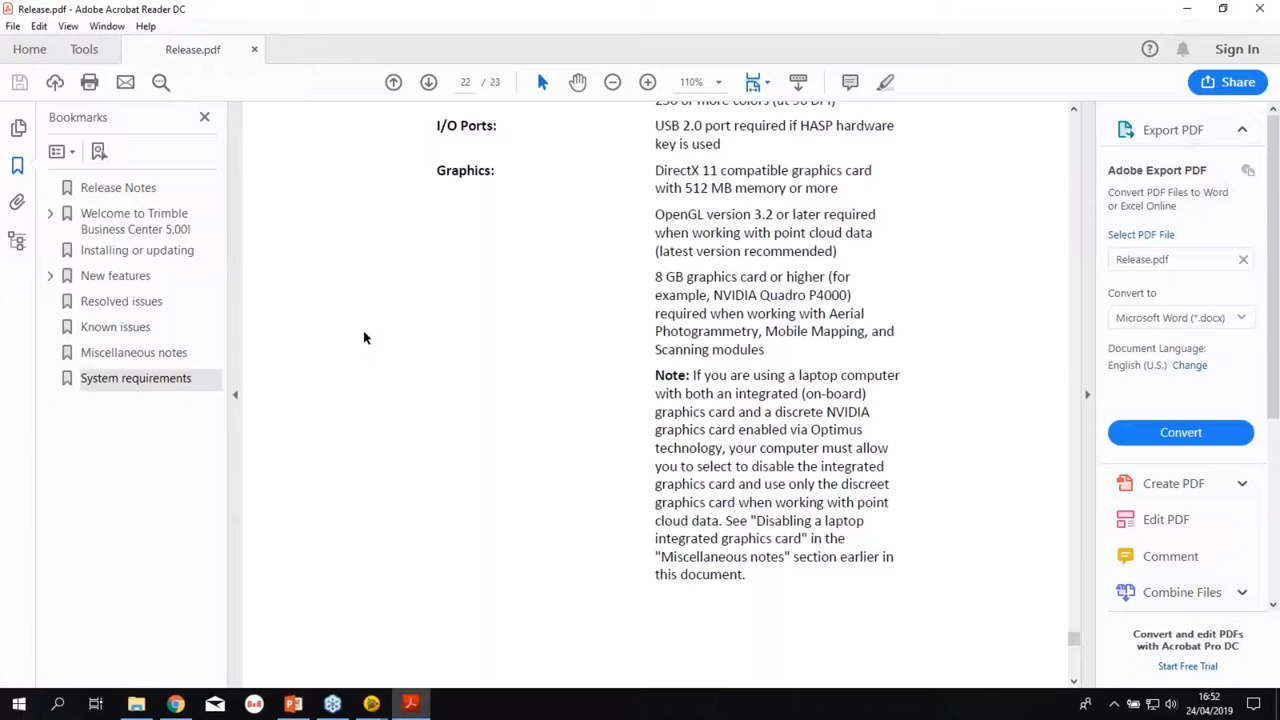 Release.pdf - Adobe Acrobat Reader DC
File Edit View Window Help
Home Tools Release.pdf Sign In
22 / 23 110% Share
Bookmarks
Release Notes
Welcome to Trimble
Business Center 5.00!
Installing or updating
New features
Resolved issues
Known issues
Miscellaneous notes
System requirements
256 or more colors (at 96 DPI)
I/O Ports: USB 2.0 port required if HASP hardware
key is used
Graphics: DirectX 11 compatible graphics card
with 512 MB memory or more
OpenGL version 3.2 or later required
when working with point cloud data
(latest version recommended)
8 GB graphics card or higher (for
example, NVIDIA Quadro P4000)
required when working with Aerial
Photogrammetry, Mobile Mapping, and
Scanning modules
Note: If you are using a laptop computer
with both an integrated (on-board)
graphics card and a discrete NVIDIA
graphics card enabled via Optimus
technology, your computer must allow
you to select to disable the integrated
graphics card and use only the discreet
graphics card when working with point
cloud data. See "Disabling a laptop
integrated graphics card" in the
"Miscellaneous notes" section earlier in
this document.
Export PDF
Adobe Export PDF
Convert PDF Files to Word
or Excel Online
Select PDF File
Release.pdf
Convert to
Microsoft Word (*.docx)
Document Language:
English (U.S.) Change
Convert
Create PDF
Edit PDF
Comment
Combine Files
Convert and edit PDFs
with Acrobat Pro DC
Start Free Trial
8x8
16:52
24/04/2019